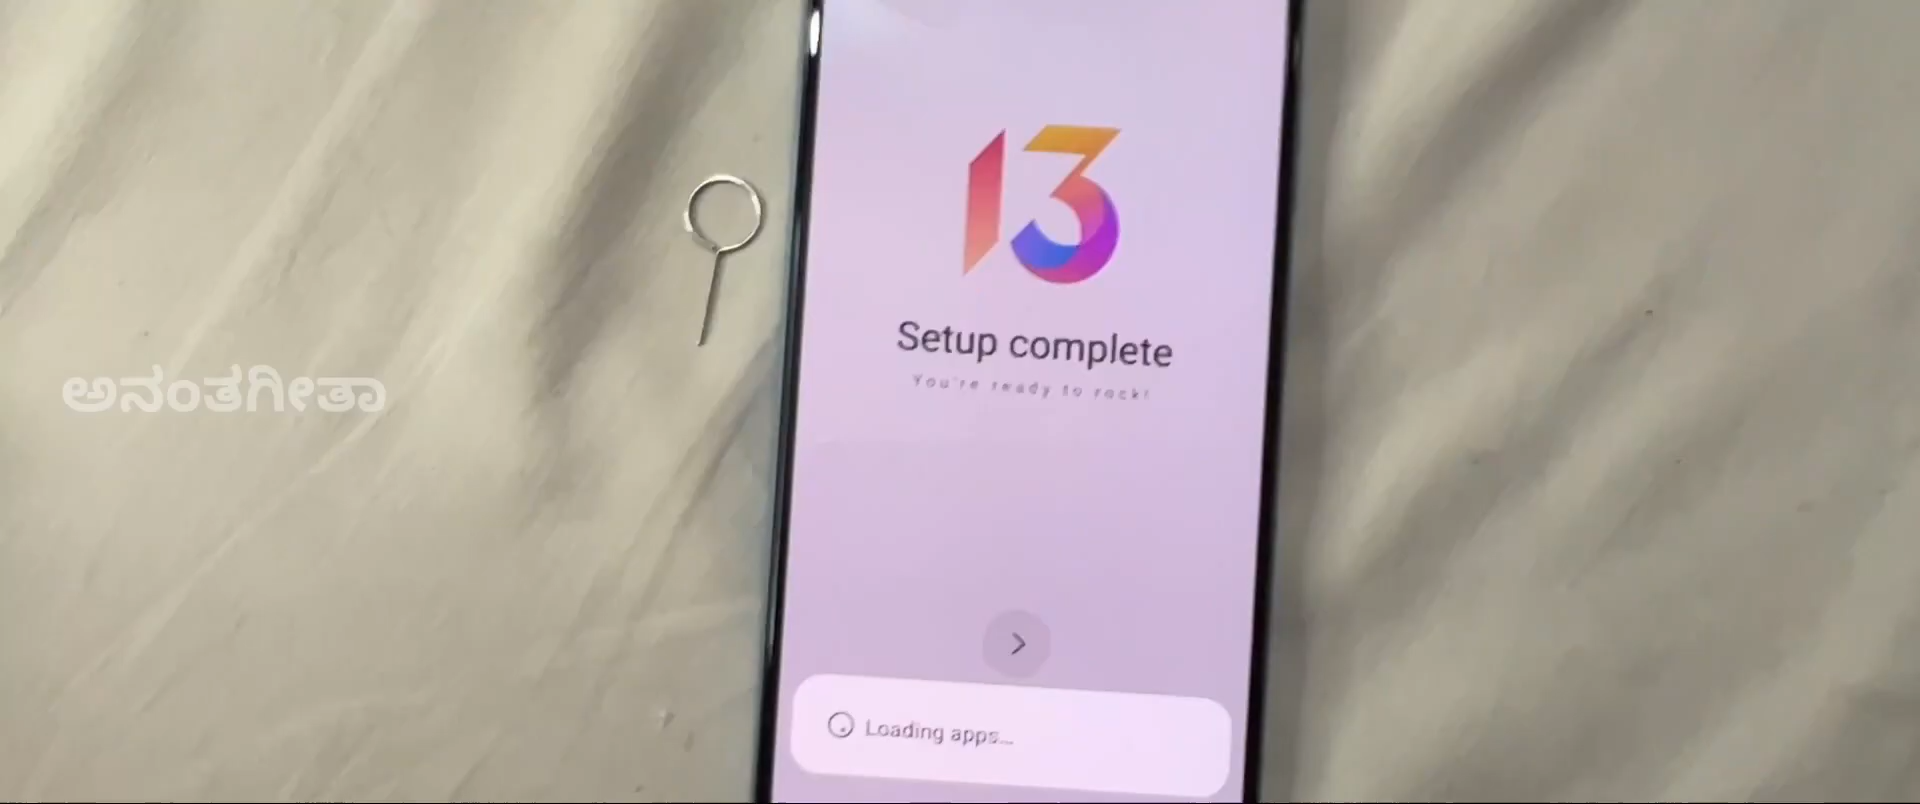 13
Setup complete
You're ready to rock!
ಅನಂತಗೀತಾ
Loading apps...